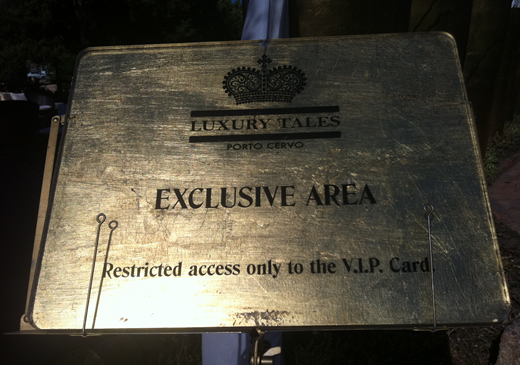 LUXURY TALES
PORTO CERVO
EXCLUSIVE AREA
Restricted access only to the V.I.P. Card.